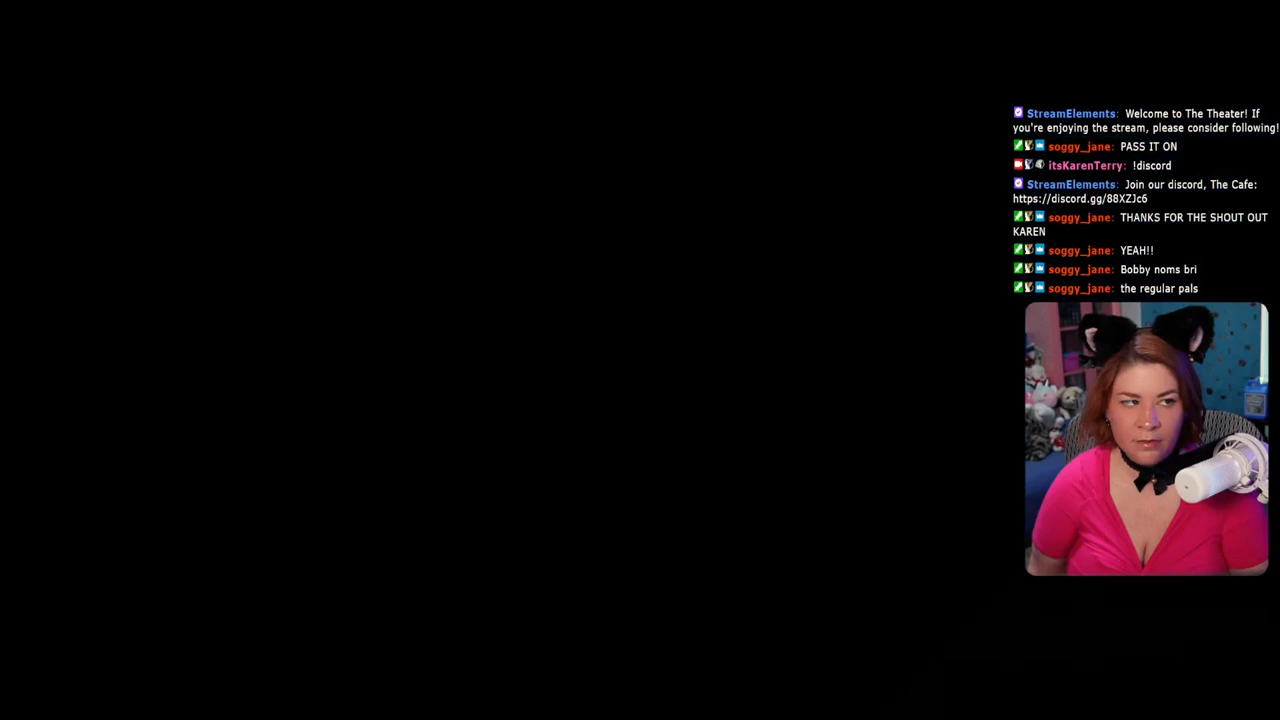 StreamElements: Welcome to The Theater! If
you're enjoying the stream, please consider following!
soggy_jane: PASS IT ON
itsKarenTerry: !discord
StreamElements: Join our discord, The Cafe:
https://discord.gg/88XZJc6
soggy_jane: THANKS FOR THE SHOUT OUT
KAREN
soggy_jane: YEAH!!
soggy_jane: Bobby noms bri
soggy_jane: the regular pals